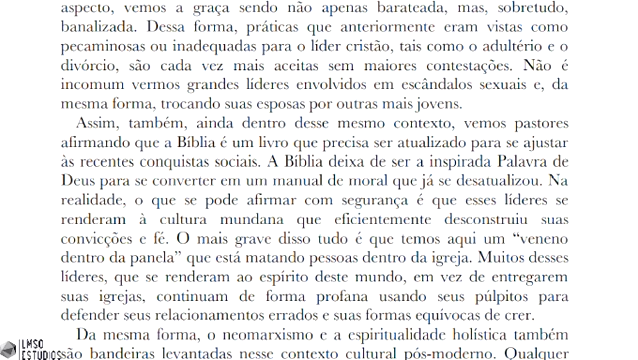 aspecto, vemos a graça sendo não apenas barateada, mas, sobretudo,
banalizada. Dessa forma, práticas que anteriormente eram vistas como
pecaminosas ou inadequadas para o líder cristão, tais como o adultério e o
divórcio, são cada vez mais aceitas sem maiores contestações. Não é
incomum vermos grandes líderes envolvidos em escândalos sexuais e, da
mesma forma, trocando suas esposas por outras mais jovens.
Assim, também, ainda dentro desse mesmo contexto, vemos pastores
afirmando que a Bíblia é um livro que precisa ser atualizado para se ajustar
às recentes conquistas sociais. A Bíblia deixa de ser a inspirada Palavra de
Deus para se converter em um manual de moral que já se desatualizou. Na
realidade, o que se pode afirmar com segurança é que esses líderes se
renderam à cultura mundana que eficientemente desconstruiu suas
convicções e fé. O mais grave disso tudo é que temos aqui um “veneno
dentro da panela” que está matando pessoas dentro da igreja. Muitos desses
líderes, que se renderam ao espírito deste mundo, em vez de entregarem
suas igrejas, continuam de forma profana usando seus púlpitos para
defender seus relacionamentos errados e suas formas equívocas de crer.
Da mesma forma, o neomarxismo e a espiritualidade holística também
são bandeiras levantadas nesse contexto cultural pós-moderno. Qualquer
LMSO
ESTUDIOS